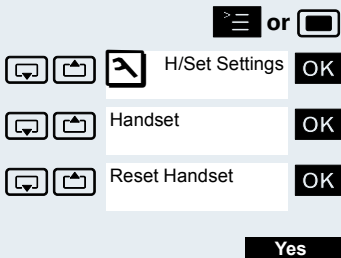 or
H/Set Settings OK
Handset OK
Reset Handset OK
Yes